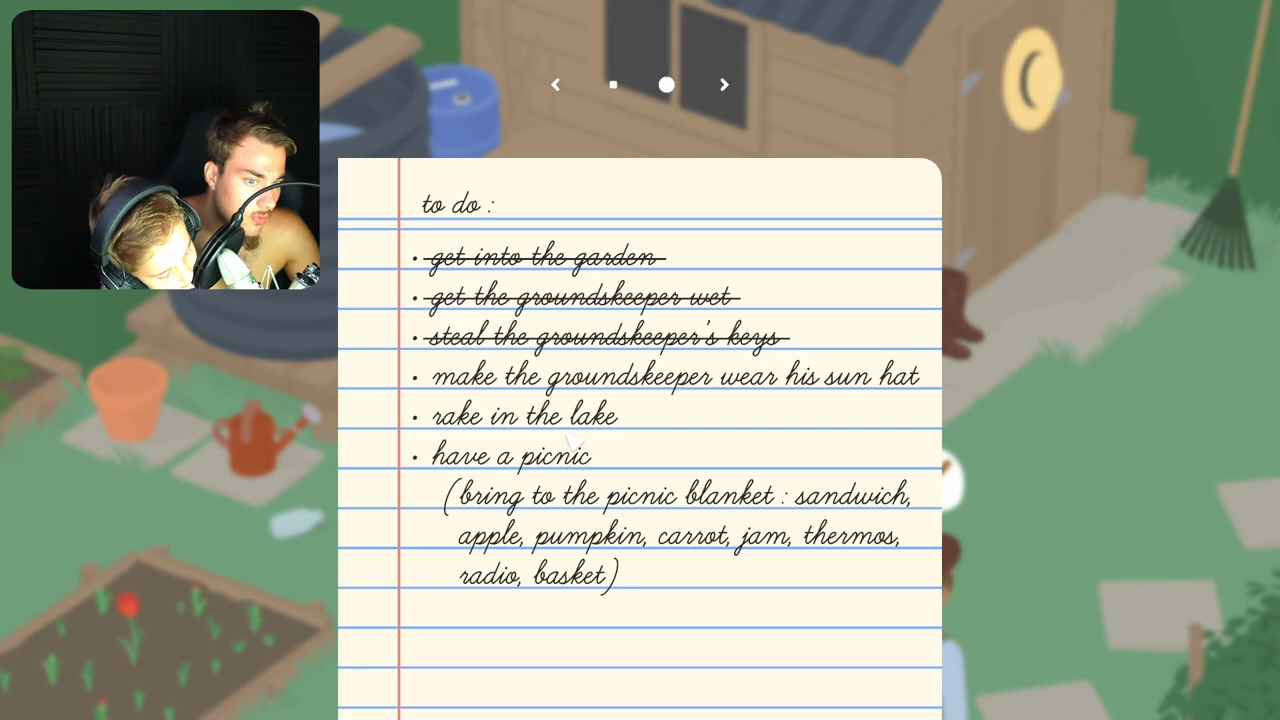 to do :
• get into the garden
• get the groundskeeper wet
• steal the groundskeeper's keys
• make the groundskeeper wear his sun hat
• rake in the lake
• have a picnic
(bring to the picnic blanket : sandwich,
apple, pumpkin, carrot, jam, thermos,
radio, basket)